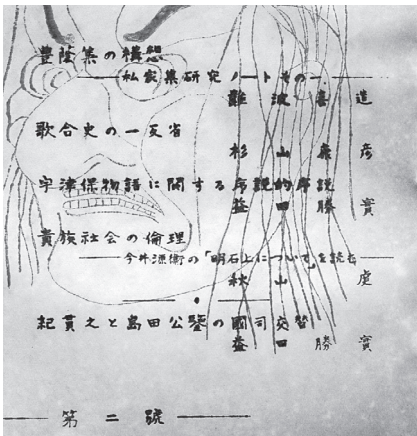 豊蔭集の構想
――私家集研究ノートその一――
難波喜造
歌合史の一反省
杉山康彦
宇津保物語に関する序説的序説
益田勝實
貴族社会の倫理
――今井源衛の「明石上について」を読む――
秋山虔
紀貫之と島田公鑒の國司交替
益田勝實
――第二號――